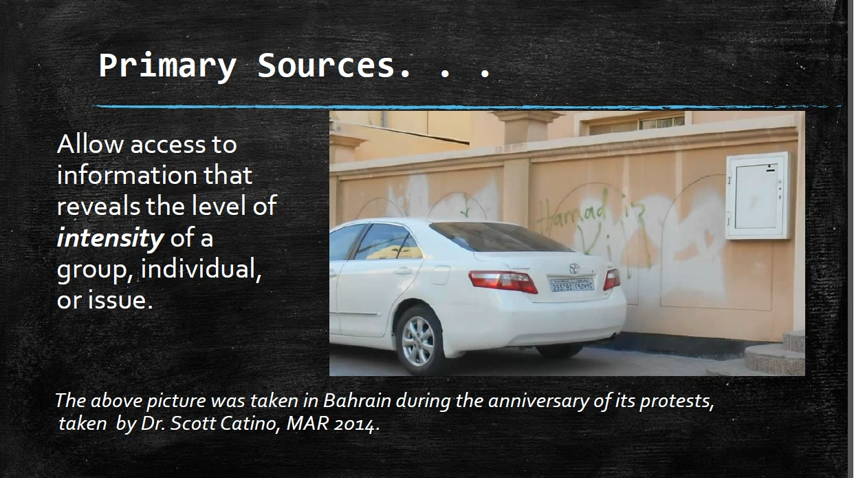 Primary Sources. . .
Allow access to
information that
reveals the level of
intensity of a
group, individual,
or issue.
Hamad is
The above picture was taken in Bahrain during the anniversary of its protests,
taken by Dr. Scott Catino, MAR 2014.